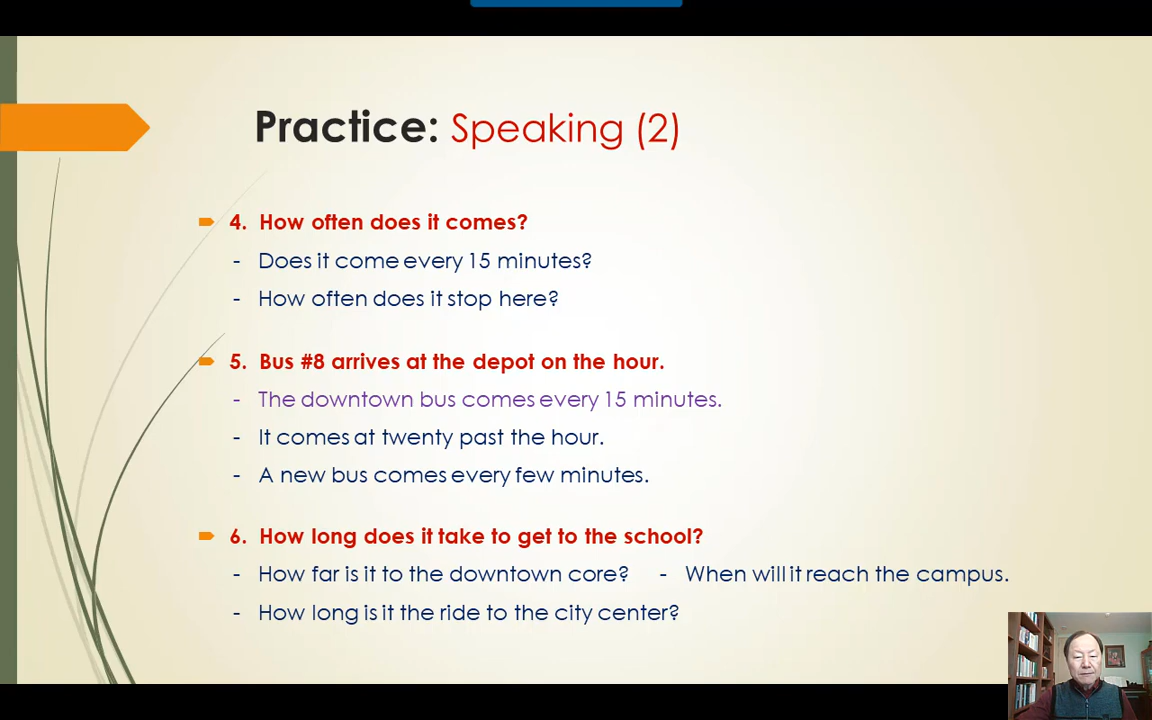 Practice: Speaking (2)
4. How often does it comes?
- Does it come every 15 minutes?
- How often does it stop here?
5. Bus #8 arrives at the depot on the hour.
- The downtown bus comes every 15 minutes.
- It comes at twenty past the hour.
- A new bus comes every few minutes.
6. How long does it take to get to the school?
- How far is it to the downtown core? - When will it reach the campus.
- How long is it the ride to the city center?